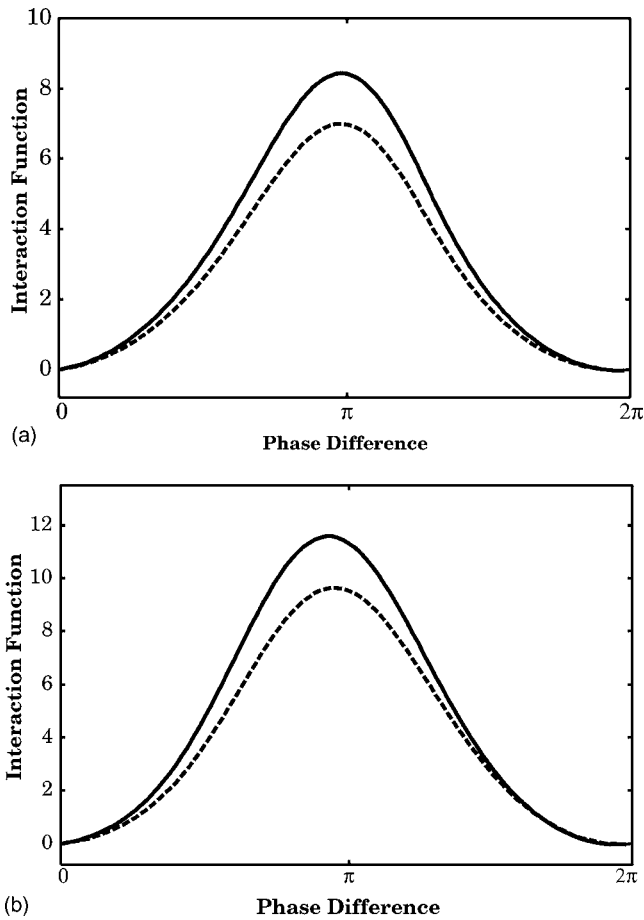 10
8
6
4
2
0
Interaction Function
0 π 2π
Phase Difference
(a)
12
10
8
6
4
2
0
Interaction Function
0 π 2π
Phase Difference
(b)